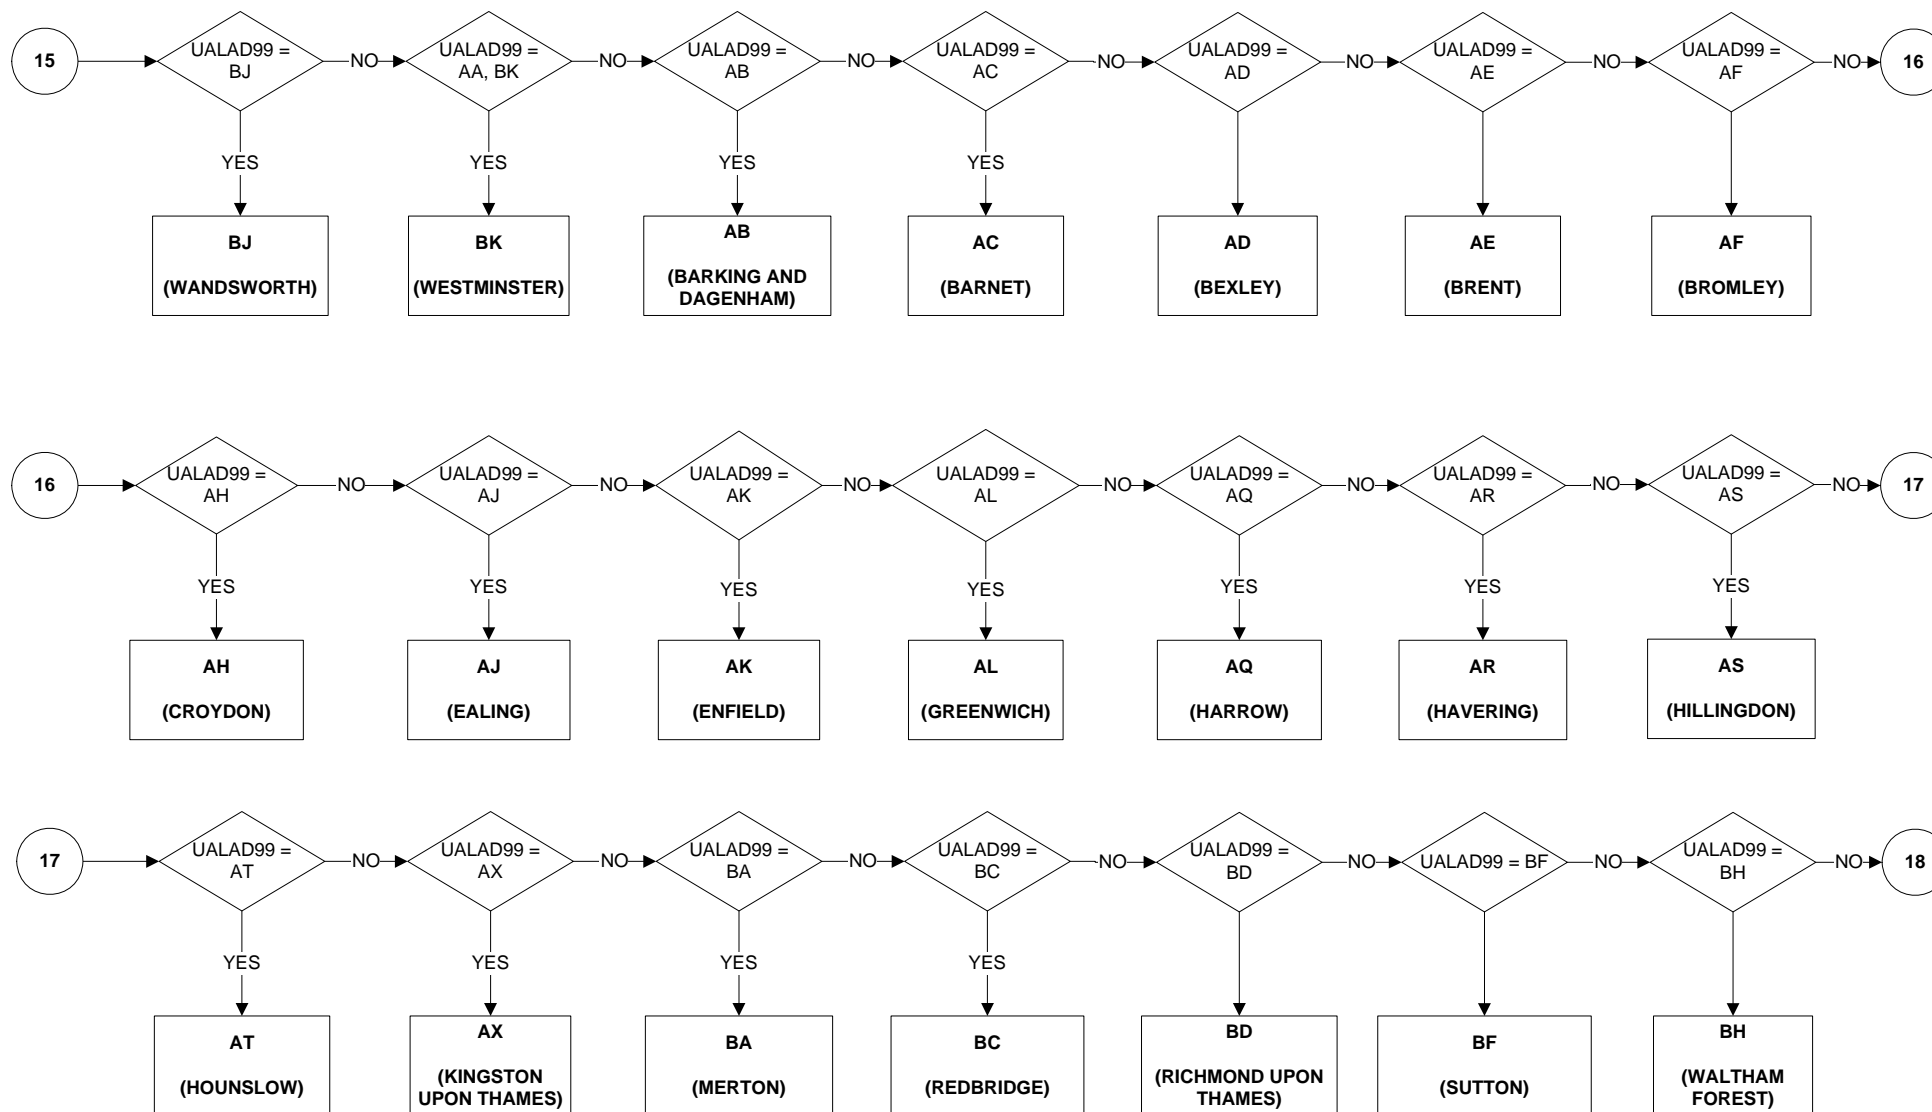 15
UALAD99 =
BJ
NO
UALAD99 =
AA, BK
NO
UALAD99 =
AB
NO
UALAD99 =
AC
NO
UALAD99 =
AD
NO
UALAD99 =
AE
NO
UALAD99 =
AF
NO
16
YES
YES
YES
YES
BJ
(WANDSWORTH)
BK
(WESTMINSTER)
AB
(BARKING AND
DAGENHAM)
AC
(BARNET)
AD
(BEXLEY)
AE
(BRENT)
AF
(BROMLEY)
16
UALAD99 =
AH
NO
UALAD99 =
AJ
NO
UALAD99 =
AK
NO
UALAD99 =
AL
NO
UALAD99 =
AQ
NO
UALAD99 =
AR
NO
UALAD99 =
AS
NO
17
YES
YES
YES
YES
YES
YES
YES
AH
(CROYDON)
AJ
(EALING)
AK
(ENFIELD)
AL
(GREENWICH)
AQ
(HARROW)
AR
(HAVERING)
AS
(HILLINGDON)
17
UALAD99 =
AT
NO
UALAD99 =
AX
NO
UALAD99 =
BA
NO
UALAD99 =
BC
NO
UALAD99 =
BD
NO
UALAD99 = BF
NO
UALAD99 =
BH
NO
18
YES
YES
YES
YES
AT
(HOUNSLOW)
AX
(KINGSTON
UPON THAMES)
BA
(MERTON)
BC
(REDBRIDGE)
BD
(RICHMOND UPON
THAMES)
BF
(SUTTON)
BH
(WALTHAM
FOREST)